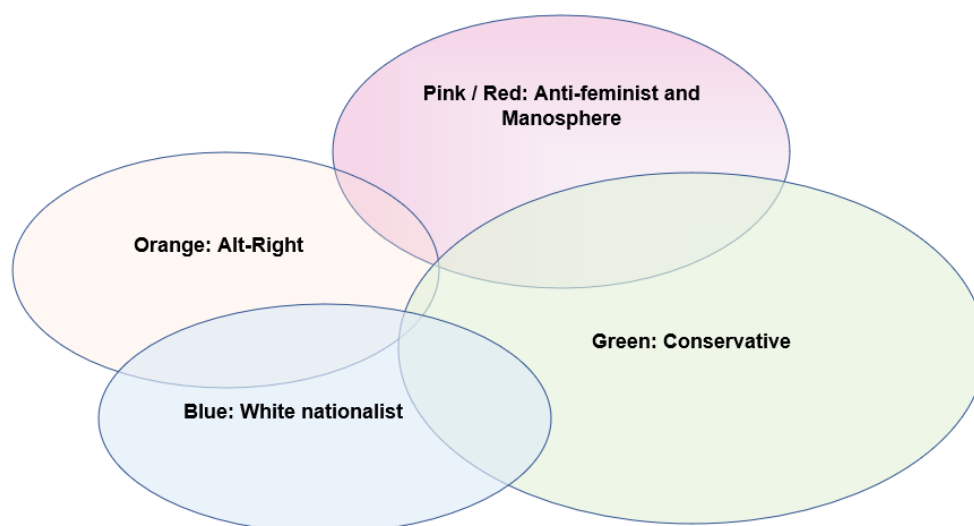 Pink / Red: Anti-feminist and
Manosphere
Orange: Alt-Right
Green: Conservative
Blue: White nationalist